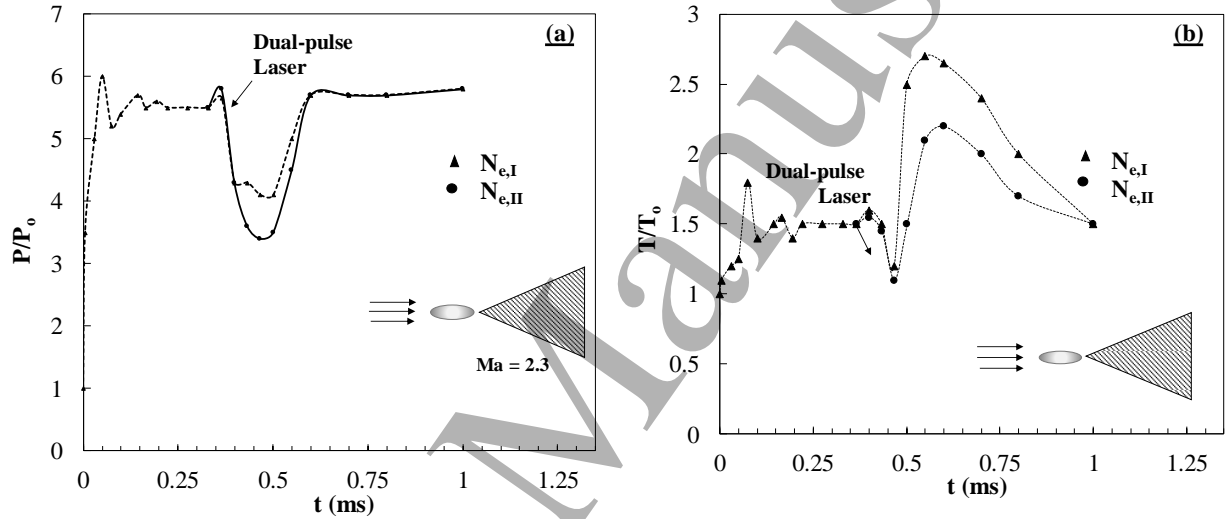 7
(a)
6
5
4
3
2
1
0
P/Pₒ
Dual-pulse
Laser
Nₑ,I
Nₑ,II
Ma = 2.3
0 0.25 0.5 0.75 1 1.25
t (ms)
3
(b)
2.5
2
1.5
1
0.5
0
T/Tₒ
Dual-pulse
Laser
Nₑ,I
Nₑ,II
0 0.25 0.5 0.75 1 1.25
t (ms)
Manus